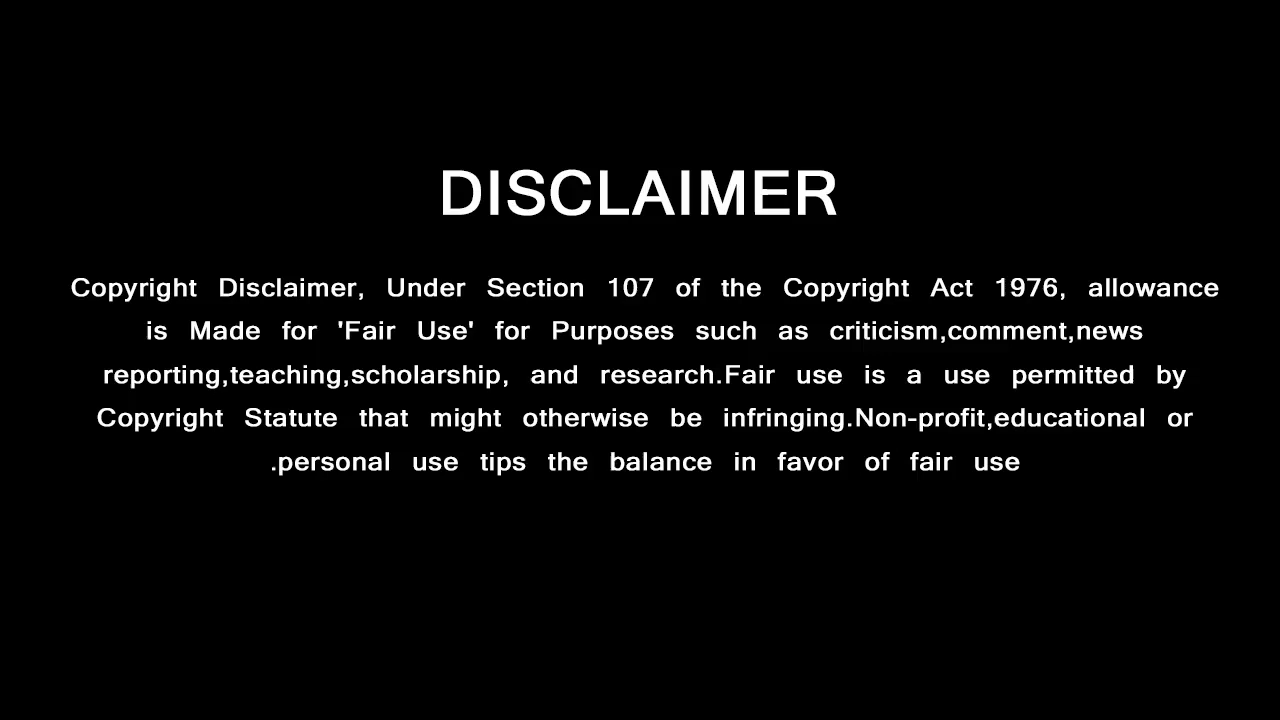 DISCLAIMER
Copyright Disclaimer, Under Section 107 of the Copyright Act 1976, allowance
is Made for 'Fair Use' for Purposes such as criticism,comment,news
reporting,teaching,scholarship, and research.Fair use is a use permitted by
Copyright Statute that might otherwise be infringing.Non-profit,educational or
.personal use tips the balance in favor of fair use